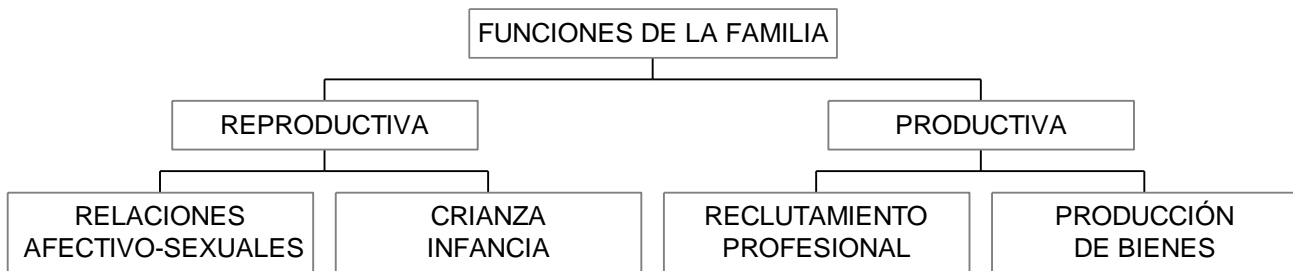 FUNCIONES DE LA FAMILIA
REPRODUCTIVA
PRODUCTIVA
RELACIONES
AFECTIVO-SEXUALES
CRIANZA
INFANCIA
RECLUTAMIENTO
PROFESIONAL
PRODUCCIÓN
DE BIENES